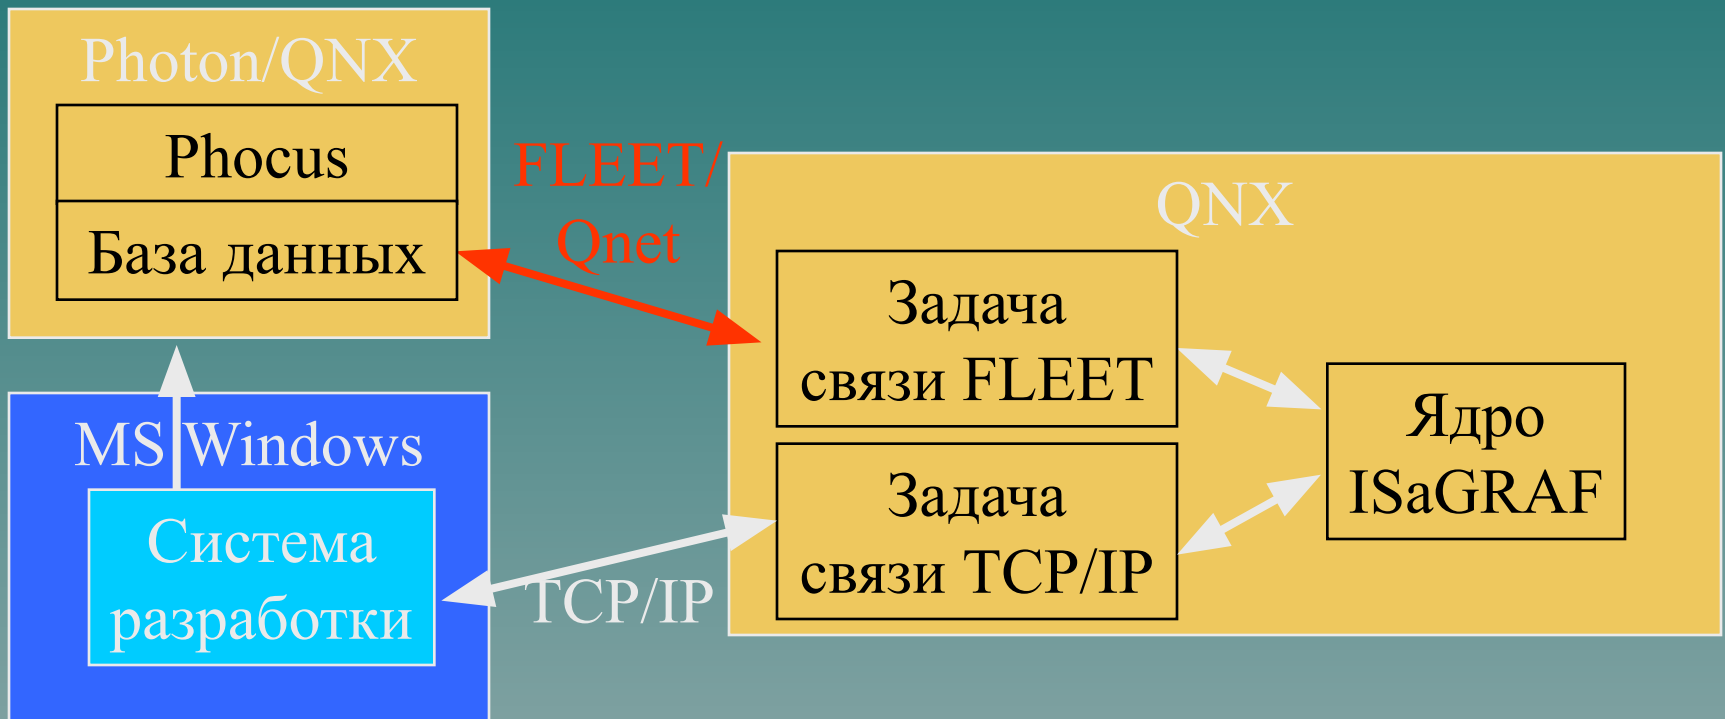 Photon/QNX
Phocus
База данных
FLEET/
Qnet
QNX
Задача
связи FLEET
Ядро
ISaGRAF
Задача
связи TCP/IP
MS Windows
Система
разработки
TCP/IP